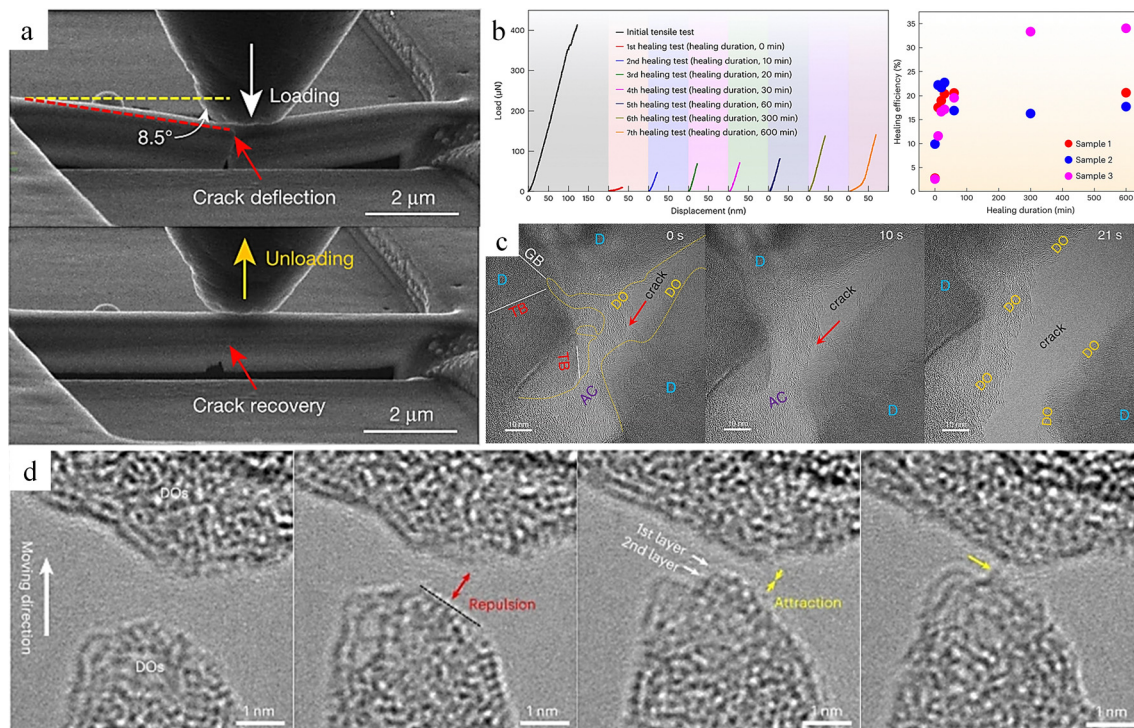 a
Loading
8.5°
Crack deflection
2 μm
Unloading
Crack recovery
2 μm
b
Load (μN)
400
300
200
100
0
Initial tensile test
1st healing test (healing duration, 0 min)
2nd healing test (healing duration, 10 min)
3rd healing test (healing duration, 20 min)
4th healing test (healing duration, 30 min)
5th healing test (healing duration, 60 min)
6th healing test (healing duration, 300 min)
7th healing test (healing duration, 600 min)
0 50 100 150 0 50 0 50 0 50 0 50 0 50 0 50 0 50
Displacement (nm)
Healing efficiency (%)
35
30
25
20
15
10
5
0
Sample 1
Sample 2
Sample 3
0 100 200 300 400 500 600
Healing duration (min)
c
0 s
D
GB
D
TB
DO
DO
crack
TB
AC
D
10 nm
10 s
D
crack
AC
D
10 nm
21 s
D
DO
DO
crack
DO
DO
DO
D
10 nm
d
DOs
Moving direction
DOs
1 nm
Repulsion
1 nm
1st layer
2nd layer
Attraction
1 nm
1 nm